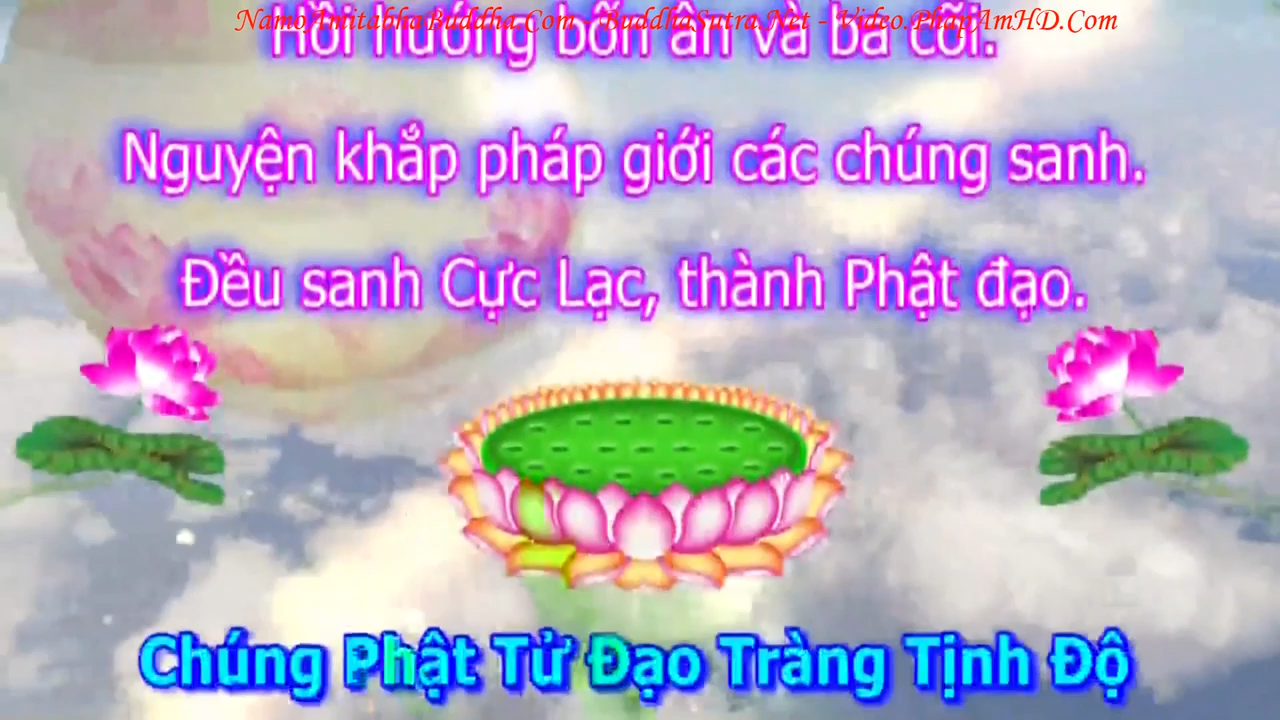 NamoAmitabhaBuddha.Com - BuddhaSutra.Net - Video.PhapAmHD.Com
Hồi hướng bốn ân và ba cõi.
Nguyện khắp pháp giới các chúng sanh.
Đều sanh Cực Lạc, thành Phật đạo.
Chúng Phật Tử Đạo Tràng Tịnh Độ